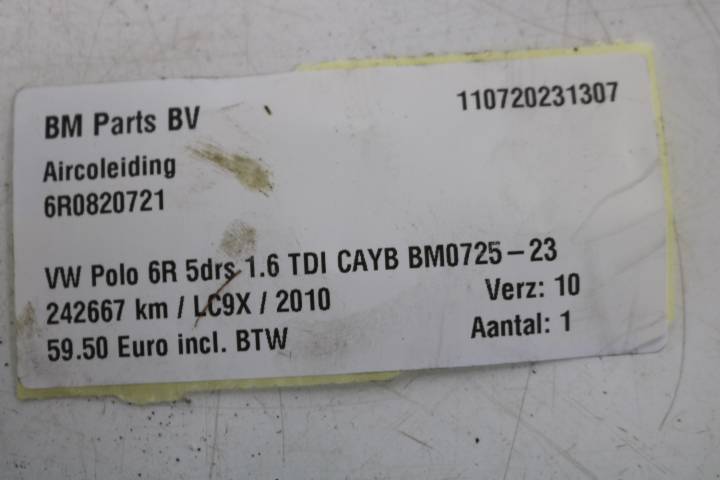 BM Parts BV 110720231307
Aircoleiding
6R0820721
VW Polo 6R 5drs 1.6 TDI CAYB BM0725-23
242667 km / LC9X / 2010 Verz: 10
59.50 Euro incl. BTW Aantal: 1